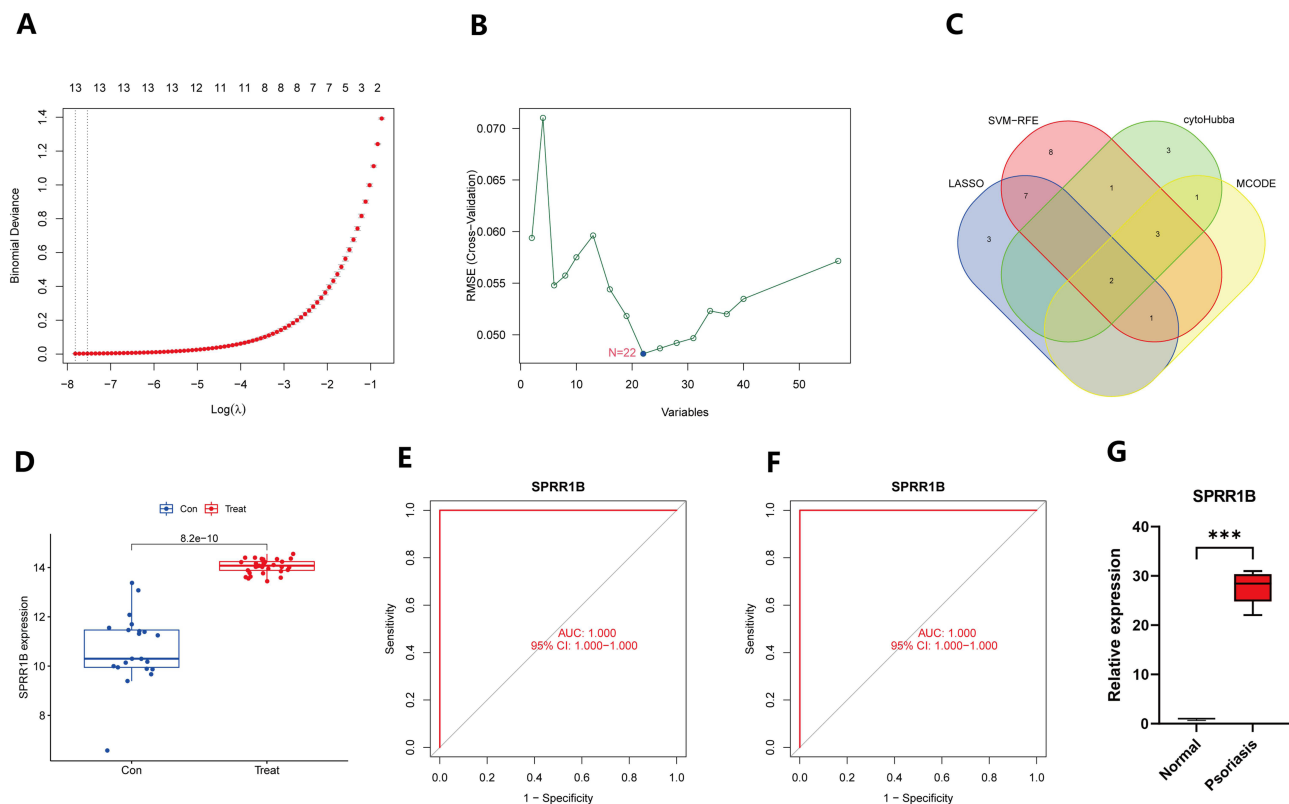 A
13 13 13 13 13 12 11 11 8 8 8 7 7 5 3 2
1.4
1.2
1.0
0.8
0.6
0.4
0.2
0.0
Binomial Deviance
−8 −7 −6 −5 −4 −3 −2 −1
Log(λ)
B
0.070
0.065
0.060
0.055
0.050
RMSE (Cross−Validation)
N=22
0 10 20 30 40 50
Variables
C
SVM−RFE
cytoHubba
LASSO
MCODE
8
3
7
1
1
3
3
2
1
D
Con Treat
8.2e−10
14
12
10
8
SPRR1B expression
Con Treat
E
SPRR1B
1.0
0.8
0.6
0.4
0.2
0.0
Sensitivity
AUC: 1.000
95% CI: 1.000−1.000
0.0 0.2 0.4 0.6 0.8 1.0
1 − Specificity
F
SPRR1B
1.0
0.8
0.6
0.4
0.2
0.0
Sensitivity
AUC: 1.000
95% CI: 1.000−1.000
0.0 0.2 0.4 0.6 0.8 1.0
1 − Specificity
G
SPRR1B
***
40
30
20
10
0
Relative expression
Normal
Psoriasis